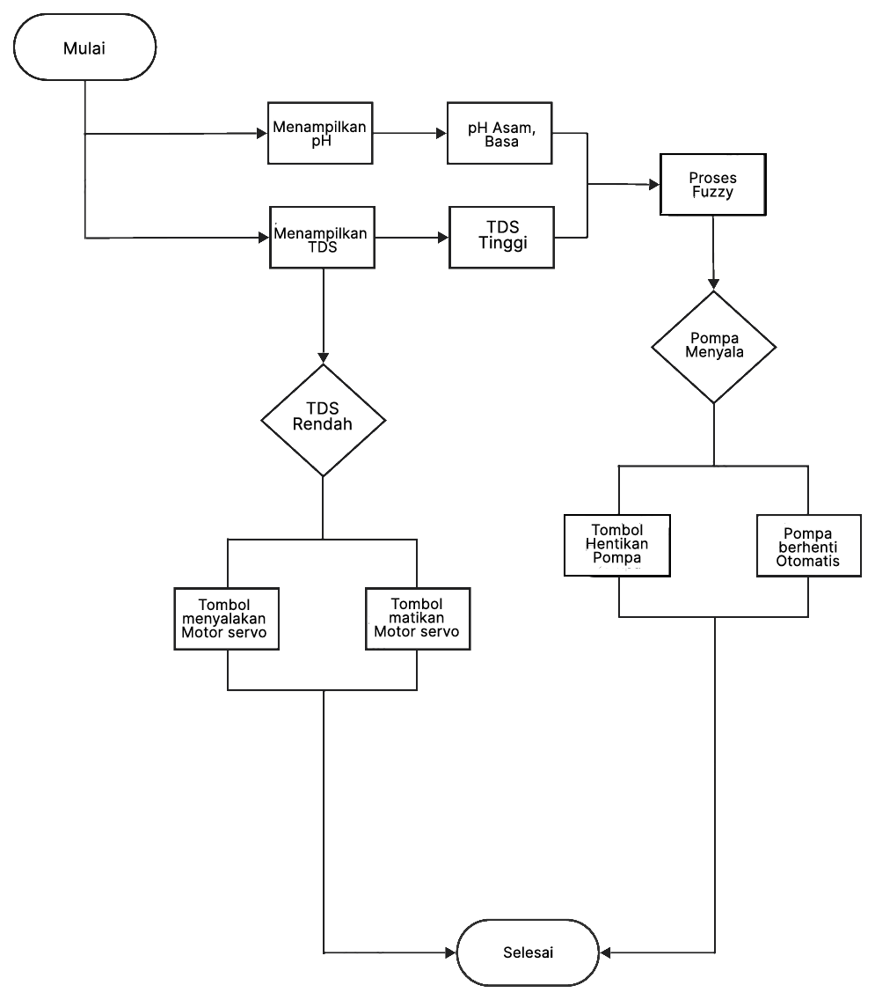 Mulai
Menampilkan
pH
pH Asam,
Basa
Proses
Fuzzy
Menampilkan
TDS
TDS
Tinggi
Pompa
Menyala
TDS
Rendah
Tombol
Hentikan
Pompa
Pompa
berhenti
Otomatis
Tombol
menyalakan
Motor servo
Tombol
matikan
Motor servo
Selesai